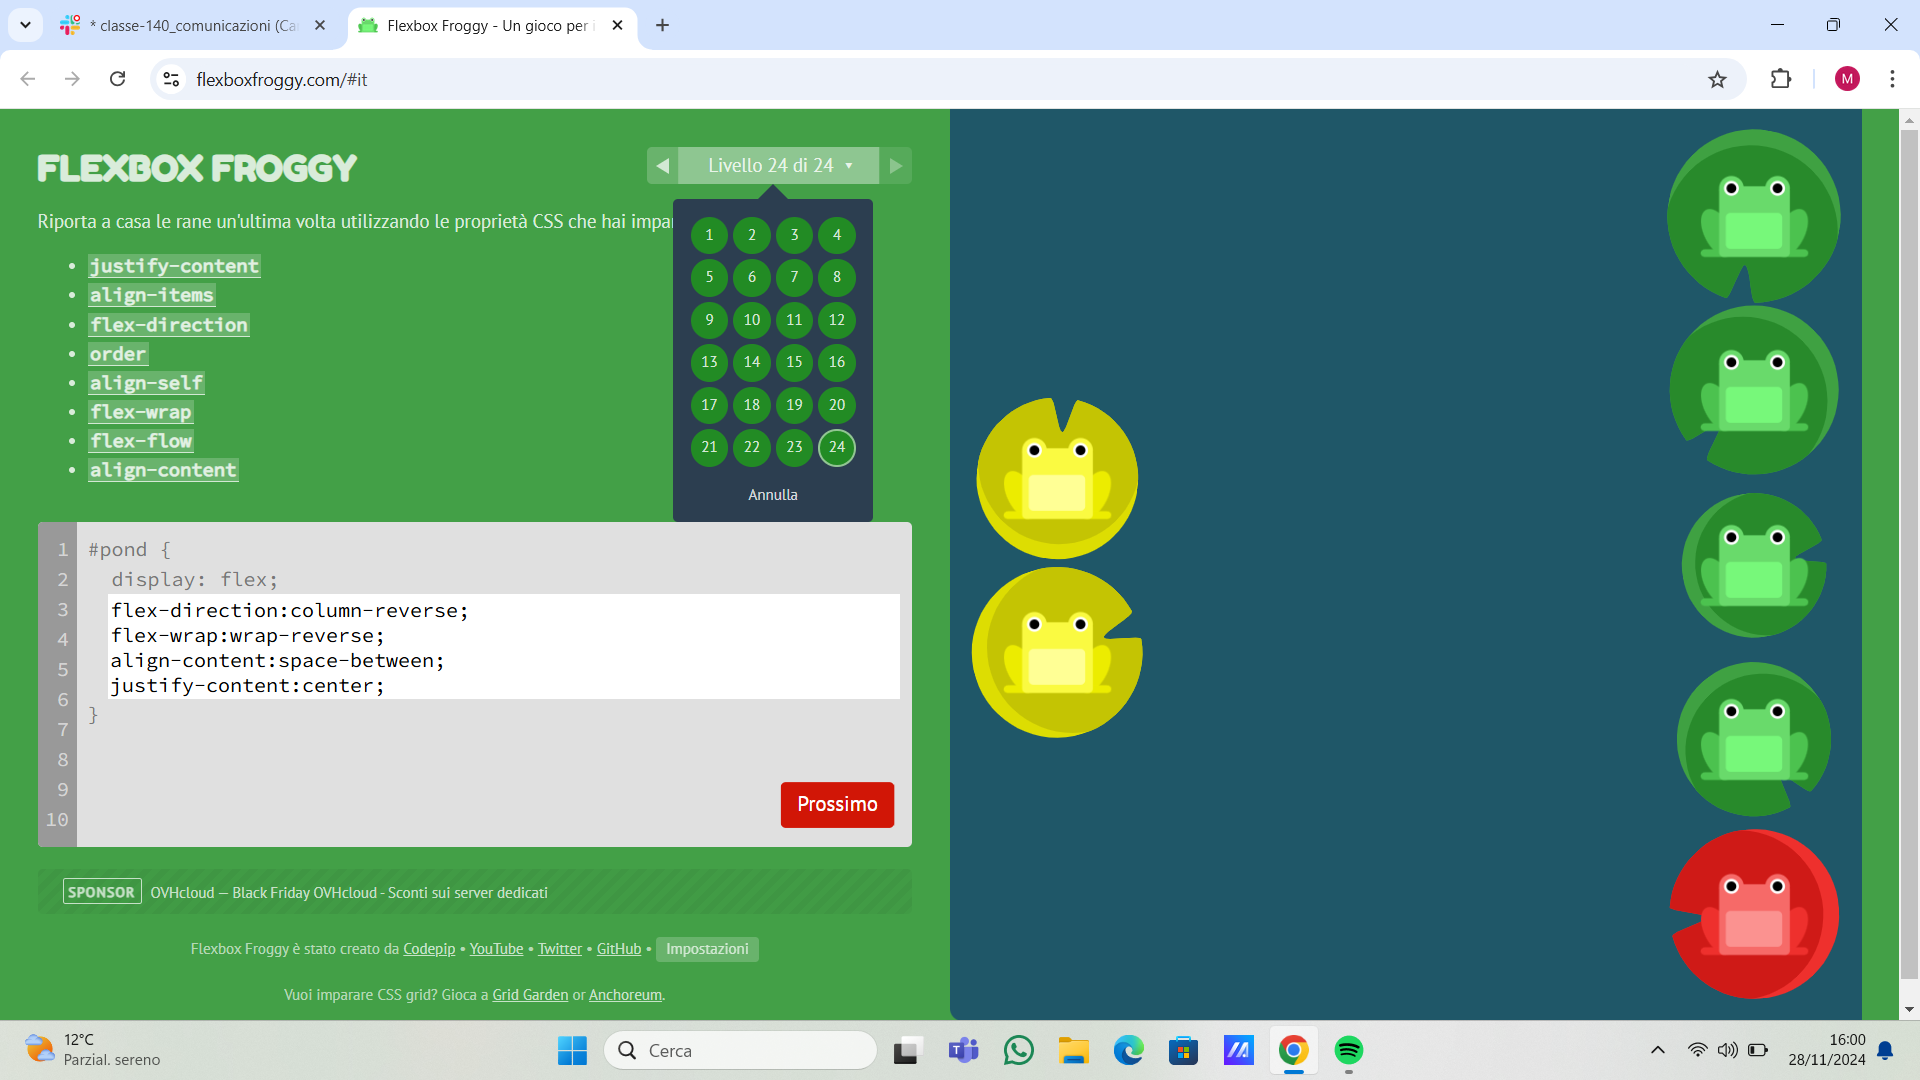 * classe-140_comunicazioni (Ca
Flexbox Froggy - Un gioco per i
flexboxfroggy.com/#it
M
FLEXBOX FROGGY
Livello 24 di 24
Riporta a casa le rane un'ultima volta utilizzando le proprietà CSS che hai impar
justify-content
align-items
flex-direction
order
align-self
flex-wrap
flex-flow
align-content
1 2 3 4
5 6 7 8
9 10 11 12
13 14 15 16
17 18 19 20
21 22 23 24
Annulla
1 #pond {
2 display: flex;
3 flex-direction:column-reverse;
4 flex-wrap:wrap-reverse;
5 align-content:space-between;
6 justify-content:center;
7 }
8
9
10
Prossimo
SPONSOR OVHcloud — Black Friday OVHcloud - Sconti sui server dedicati
Flexbox Froggy è stato creato da Codepip • YouTube • Twitter • GitHub • Impostazioni
Vuoi imparare CSS grid? Gioca a Grid Garden or Anchoreum.
12°C
Parzial. sereno
Cerca
16:00
28/11/2024